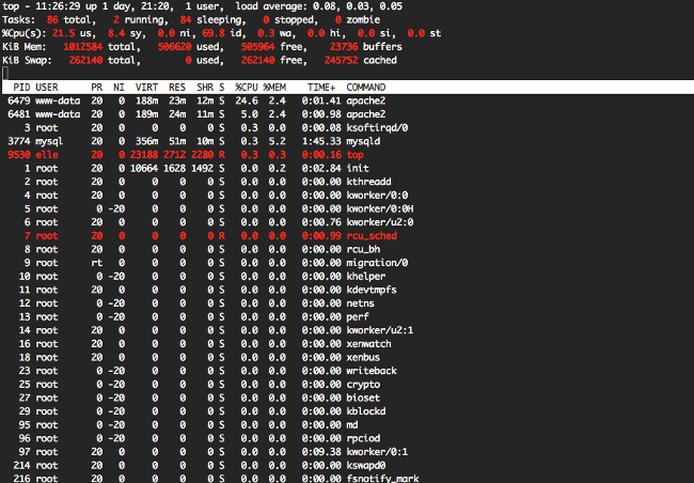 top - 11:26:29 up 1 day, 21:20,  1 user,  load average: 0.08, 0.03, 0.05
Tasks:  86 total,   2 running,  84 sleeping,   0 stopped,   0 zombie
%Cpu(s): 21.5 us,  8.4 sy,  0.0 ni, 69.8 id,  0.3 wa,  0.0 hi,  0.0 si,  0.0 st
KiB Mem:   1012584 total,   506620 used,   505964 free,    23736 buffers
KiB Swap:   262140 total,        0 used,   262140 free,   245752 cached
PID USER      PR  NI  VIRT  RES  SHR S  %CPU %MEM    TIME+  COMMAND
6479 www-data  20   0  188m  23m  12m S  24.6  2.4   0:01.41 apache2
6481 www-data  20   0  189m  24m  11m S   5.0  2.4   0:00.98 apache2
3 root      20   0     0    0    0 S   0.3  0.0   0:00.08 ksoftirqd/0
3774 mysql     20   0  356m  51m  10m S   0.3  5.2   1:45.33 mysqld
9530 elle      20   0 23188 2712 2280 R   0.3  0.3   0:00.16 top
1 root      20   0 10664 1628 1492 S   0.0  0.2   0:02.84 init
2 root      20   0     0    0    0 S   0.0  0.0   0:00.00 kthreadd
4 root      20   0     0    0    0 S   0.0  0.0   0:00.00 kworker/0:0
5 root       0 -20     0    0    0 S   0.0  0.0   0:00.00 kworker/0:0H
6 root      20   0     0    0    0 S   0.0  0.0   0:00.76 kworker/u2:0
7 root      20   0     0    0    0 R   0.0  0.0   0:00.99 rcu_sched
8 root      20   0     0    0    0 S   0.0  0.0   0:00.00 rcu_bh
9 root      rt   0     0    0    0 S   0.0  0.0   0:00.00 migration/0
10 root       0 -20     0    0    0 S   0.0  0.0   0:00.00 khelper
11 root      20   0     0    0    0 S   0.0  0.0   0:00.00 kdevtmpfs
12 root       0 -20     0    0    0 S   0.0  0.0   0:00.00 netns
13 root       0 -20     0    0    0 S   0.0  0.0   0:00.00 perf
14 root      20   0     0    0    0 S   0.0  0.0   0:00.00 kworker/u2:1
16 root      20   0     0    0    0 S   0.0  0.0   0:00.00 xenwatch
18 root      20   0     0    0    0 S   0.0  0.0   0:00.00 xenbus
23 root       0 -20     0    0    0 S   0.0  0.0   0:00.00 writeback
25 root       0 -20     0    0    0 S   0.0  0.0   0:00.00 crypto
27 root       0 -20     0    0    0 S   0.0  0.0   0:00.00 bioset
29 root       0 -20     0    0    0 S   0.0  0.0   0:00.00 kblockd
95 root       0 -20     0    0    0 S   0.0  0.0   0:00.00 md
96 root       0 -20     0    0    0 S   0.0  0.0   0:00.00 rpciod
97 root      20   0     0    0    0 S   0.0  0.0   0:09.38 kworker/0:1
214 root      20   0     0    0    0 S   0.0  0.0   0:00.00 kswapd0
216 root      20   0     0    0    0 S   0.0  0.0   0:00.00 fsnotify_mark